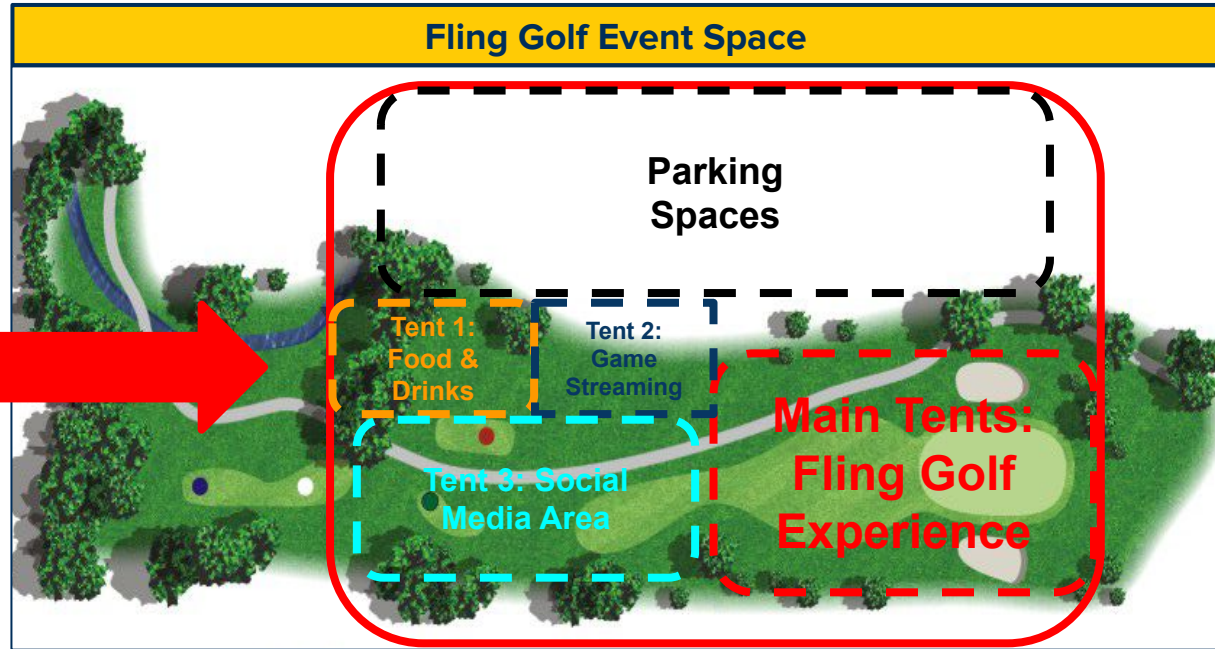 Fling Golf Event Space
Parking
Spaces
Tent 1:
Food &
Drinks
Tent 2:
Game
Streaming
Tent 3: Social
Media Area
Main Tents:
Fling Golf
Experience